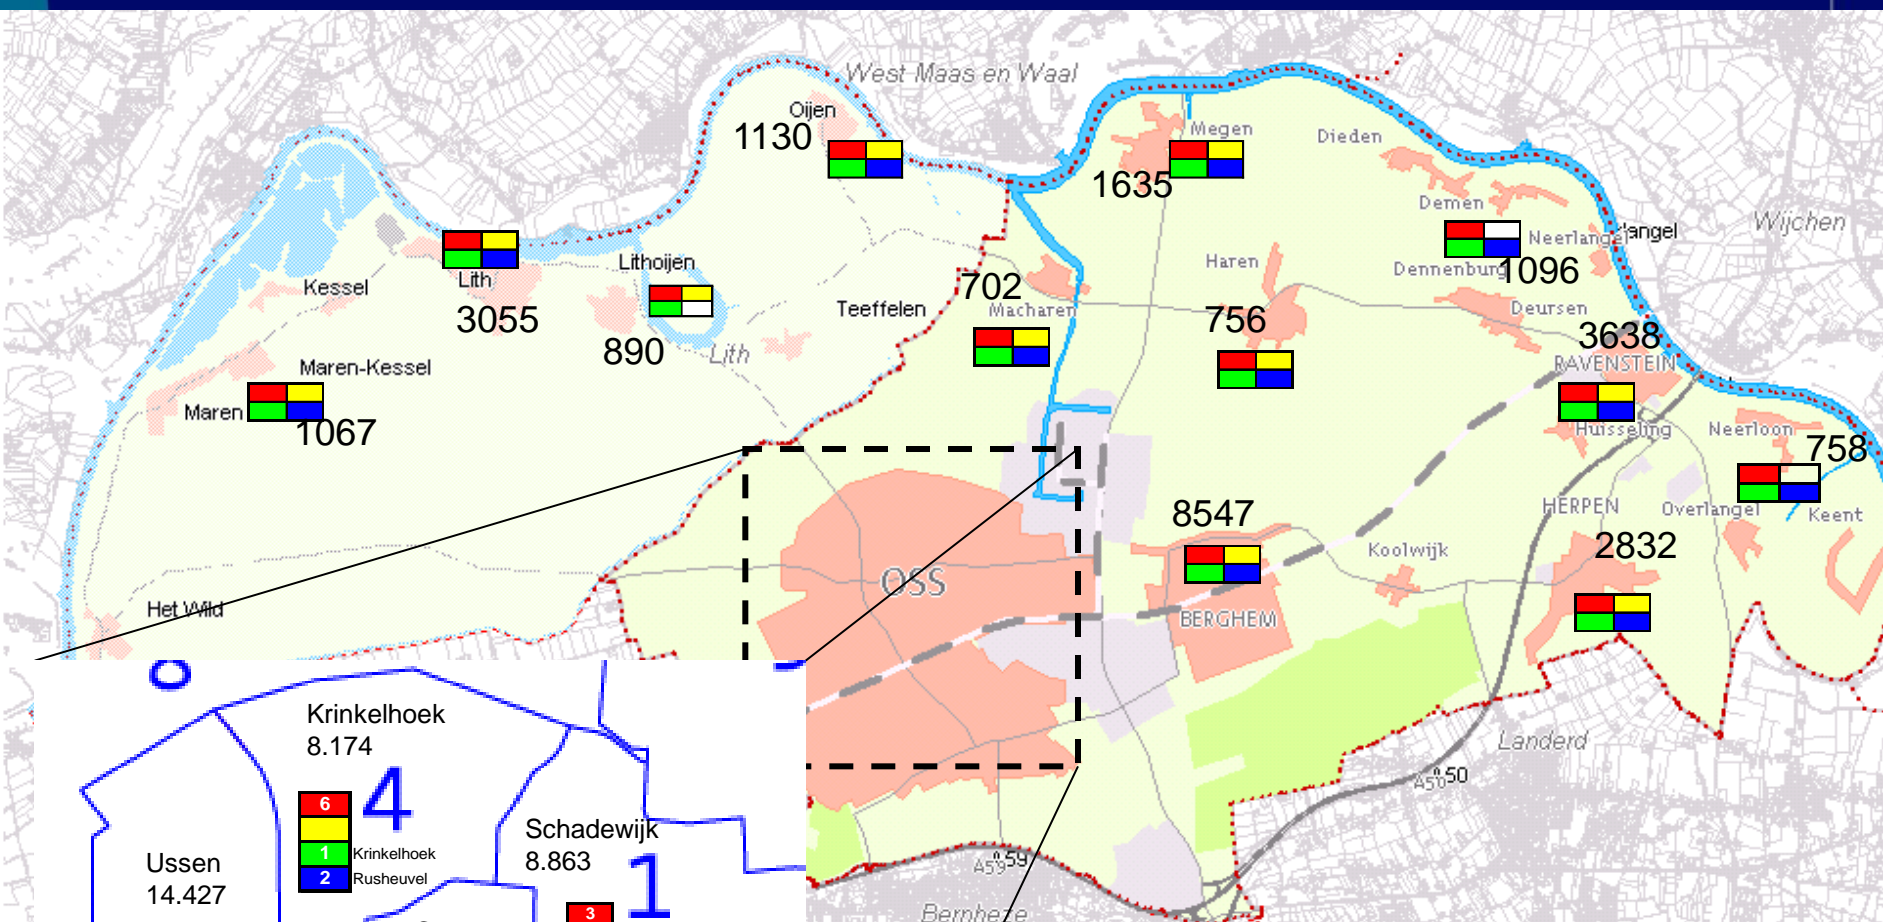 West Maas en Waal
Oijen
1130
Megen
1635
Dieden
Demen
Wijchen
Neerlangel
langel
Dennenburg
1096
Lith
3055
Lithoijen
890
Lith
Kessel
Teeffelen
702
Macharen
Haren
756
Deursen
3638
RAVENSTEIN
Maren-Kessel
Maren
1067
Huisseling
Neerloon
758
HERPEN
Overlangel
Keent
2832
8547
Koolwijk
OSS
BERGHEM
Het Wild
Landerd
A50
50
A59
59
Bernheze
Krinkelhoek
8.174
4
6
1 Krinkelhoek
2 Rusheuvel
Schadewijk
8.863
1
3
Ussen
14.427